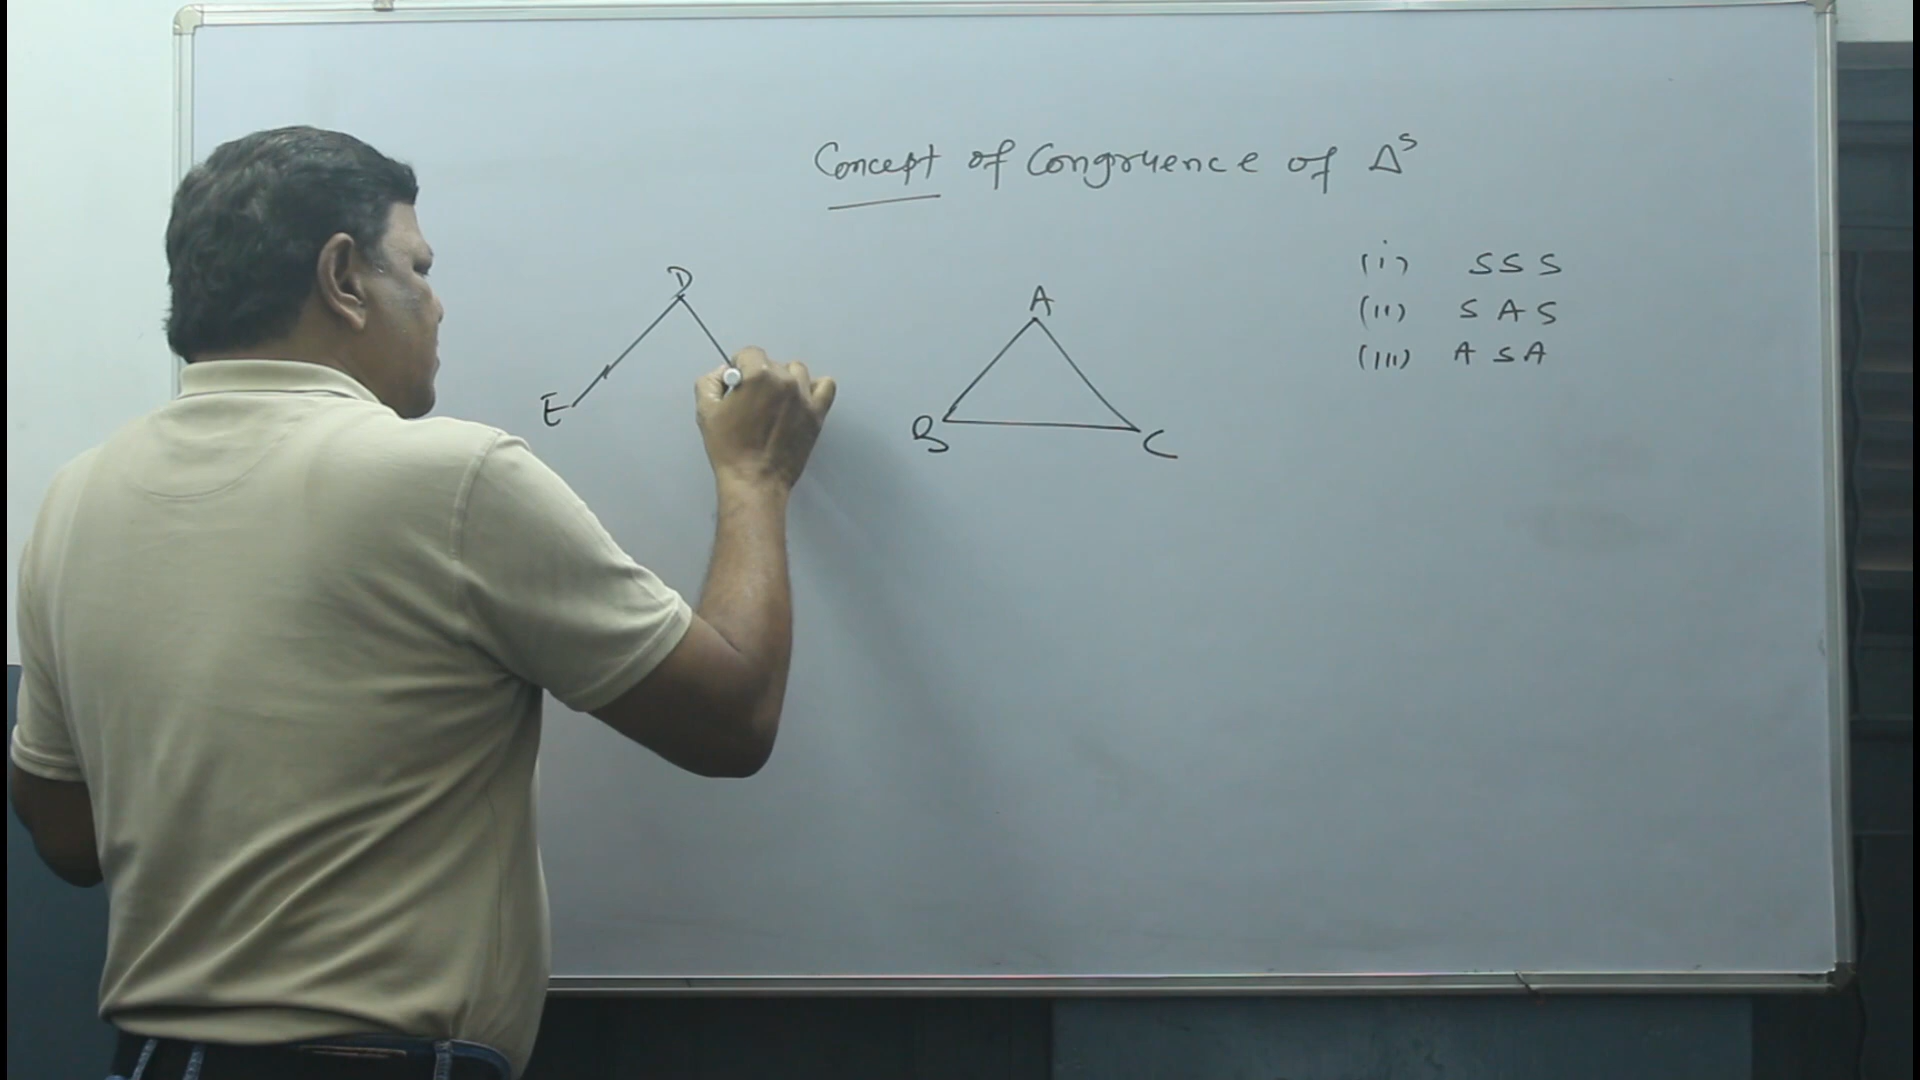 Concept of Congruence of Δˢ
(i) SSS
(ii) SAS
(iii) ASA
D
E
A
B
C